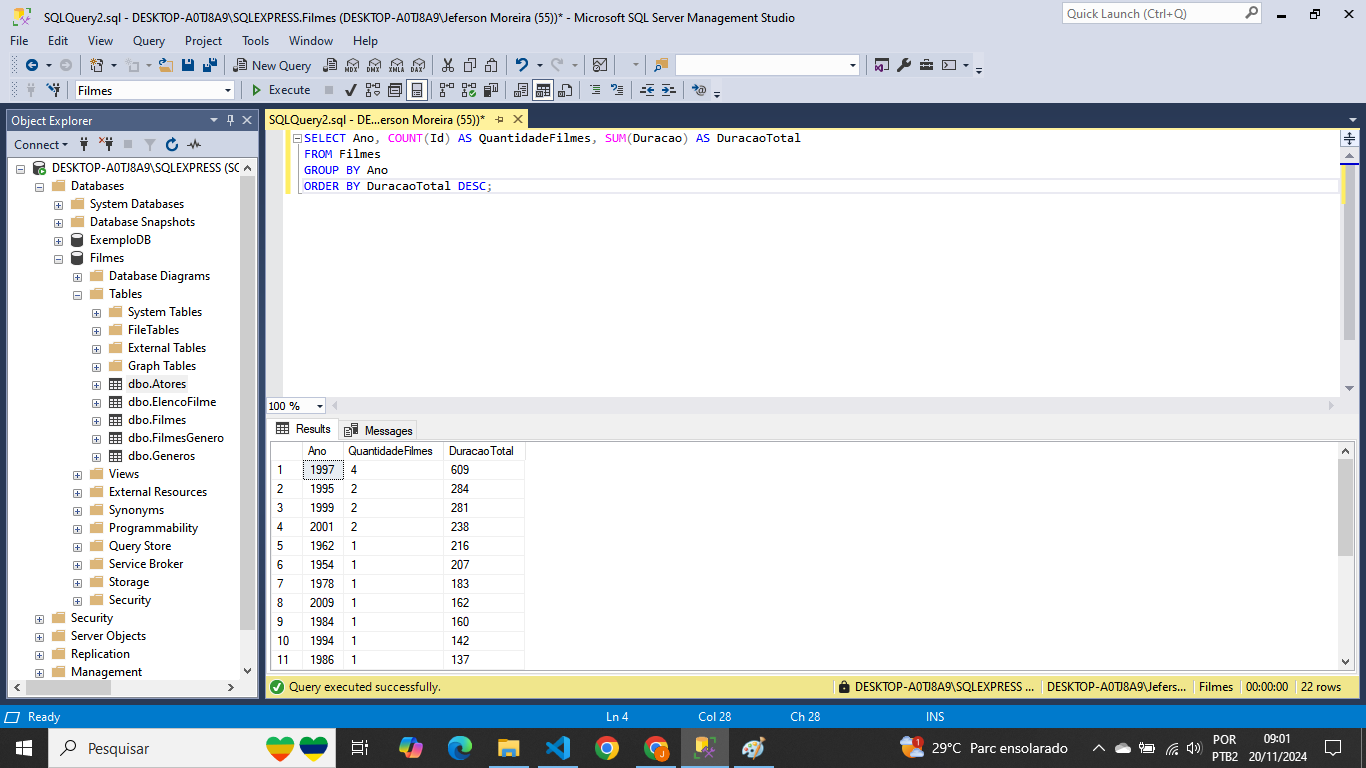 SQLQuery2.sql - DESKTOP-A0TJ8A9\SQLEXPRESS.Filmes (DESKTOP-A0TJ8A9\Jeferson Moreira (55))* - Microsoft SQL Server Management Studio
Quick Launch (Ctrl+Q)
File Edit View Query Project Tools Window Help
New Query MDX DMX XMLA DAX
Filmes Execute
Object Explorer
SQLQuery2.sql - DE...erson Moreira (55))*
Connect
DESKTOP-A0TJ8A9\SQLEXPRESS (SC
Databases
System Databases
Database Snapshots
ExemploDB
Filmes
Database Diagrams
Tables
System Tables
FileTables
External Tables
Graph Tables
dbo.Atores
dbo.ElencoFilme
dbo.Filmes
dbo.FilmesGenero
dbo.Generos
Views
External Resources
Synonyms
Programmability
Query Store
Service Broker
Storage
Security
Security
Server Objects
Replication
Management
SELECT Ano, COUNT(Id) AS QuantidadeFilmes, SUM(Duracao) AS DuracaoTotal
FROM Filmes
GROUP BY Ano
ORDER BY DuracaoTotal DESC;
100 %
Results Messages
Ano QuantidadeFilmes DuracaoTotal
1 1997 4 609
2 1995 2 284
3 1999 2 281
4 2001 2 238
5 1962 1 216
6 1954 1 207
7 1978 1 183
8 2009 1 162
9 1984 1 160
10 1994 1 142
11 1986 1 137
Query executed successfully. DESKTOP-A0TJ8A9\SQLEXPRESS ... DESKTOP-A0TJ8A9\Jefers... Filmes 00:00:00 22 rows
Ready Ln 4 Col 28 Ch 28 INS
Pesquisar 1 29°C Parc ensolarado POR 09:01
PTB2 20/11/2024